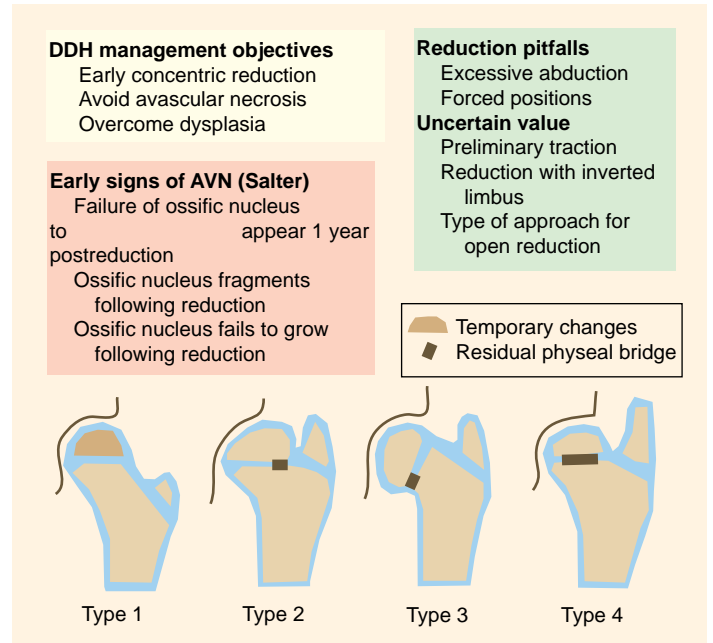 DDH management objectives
Early concentric reduction
Avoid avascular necrosis
Overcome dysplasia
Early signs of AVN (Salter)
Failure of ossific nucleus
to appear 1 year
postreduction
Ossific nucleus fragments
following reduction
Ossific nucleus fails to grow
following reduction
Reduction pitfalls
Excessive abduction
Forced positions
Uncertain value
Preliminary traction
Reduction with inverted
limbus
Type of approach for
open reduction
Temporary changes
Residual physeal bridge
Type 1
Type 2
Type 3
Type 4